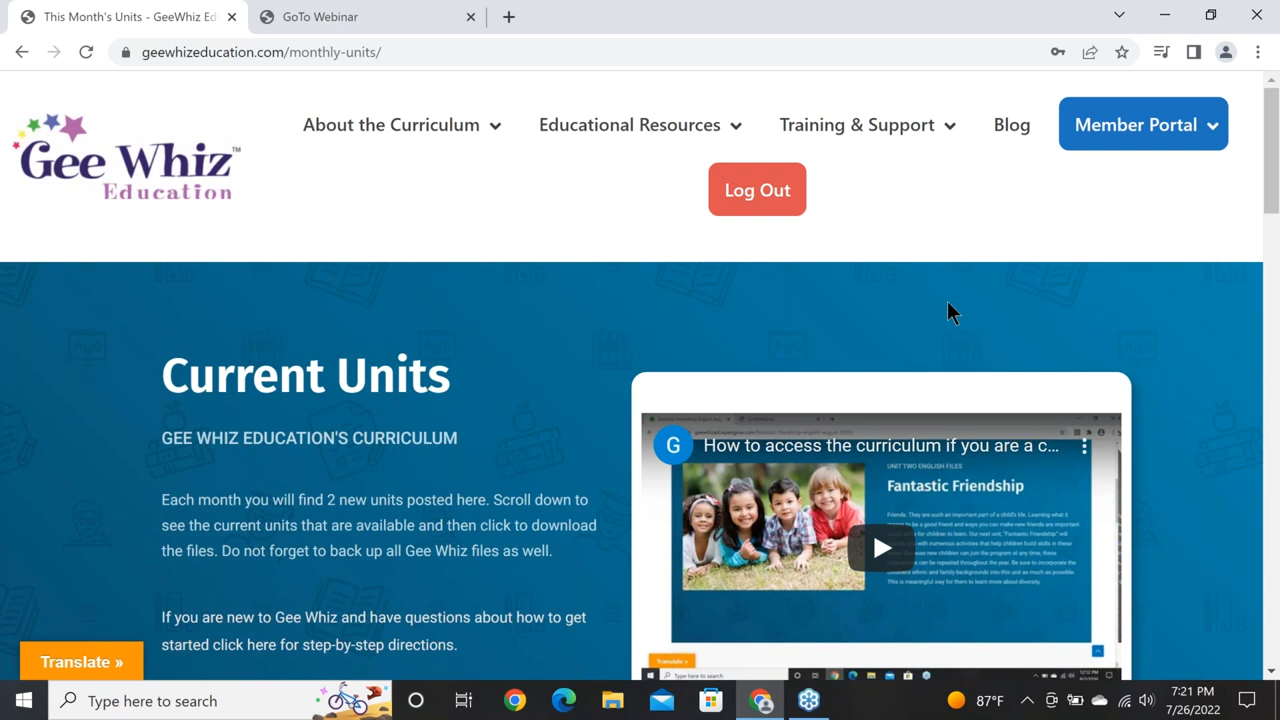 This Month's Units - GeeWhiz Ed
GoTo Webinar
geewhizeducation.com/monthly-units/
Gee Whiz™
Education
About the Curriculum
Educational Resources
Training & Support
Blog
Member Portal
Log Out
Current Units
GEE WHIZ EDUCATION'S CURRICULUM
Each month you will find 2 new units posted here. Scroll down to
see the current units that are available and then click to download
the files. Do not forget to back up all Gee Whiz files as well.
If you are new to Gee Whiz and have questions about how to get
started click here for step-by-step directions.
G
How to access the curriculum if you are a c...
UNIT TWO ENGLISH FILES
Fantastic Friendship
Translate »
Translate »
Type here to search
87°F
7:21 PM
7/26/2022